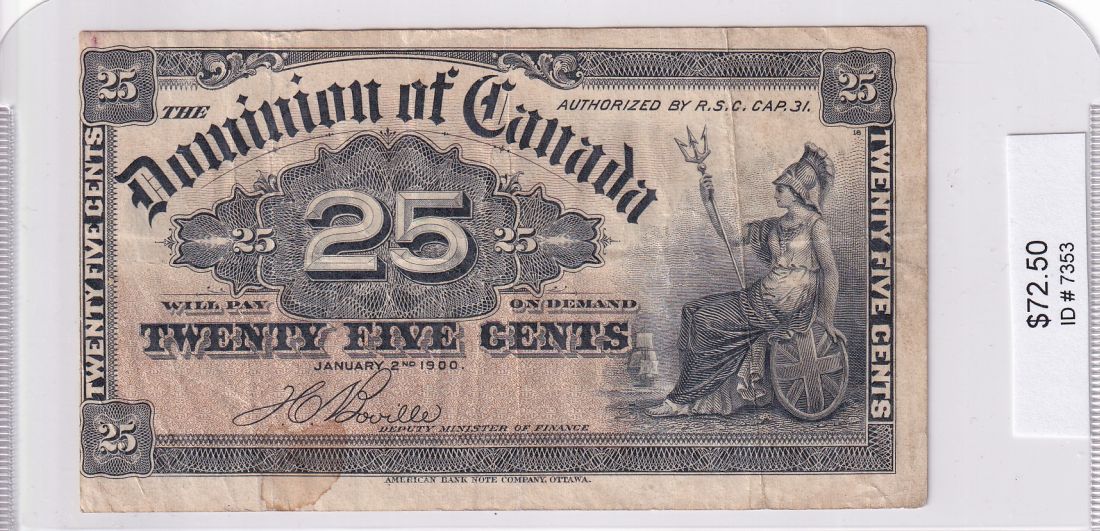 25
25
THE
Dominion of Canada
AUTHORIZED BY R.S.C. CAP. 31.
18
TWENTY FIVE CENTS
25
25
25
TWENTY FIVE CENTS
WILL PAY
ON DEMAND
TWENTY FIVE CENTS
JANUARY 2ND 1900.
J C Boville
DEPUTY MINISTER OF FINANCE
25
AMERICAN BANK NOTE COMPANY, OTTAWA.
$72.50
ID # 7353